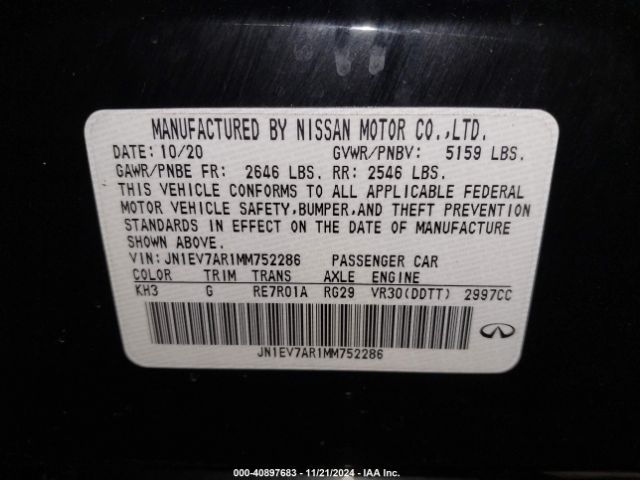 MANUFACTURED BY NISSAN MOTOR CO.,LTD.
DATE: 10/20 GVWR/PNBV: 5159 LBS.
GAWR/PNBE FR: 2646 LBS. RR: 2546 LBS.
THIS VEHICLE CONFORMS TO ALL APPLICABLE FEDERAL
MOTOR VEHICLE SAFETY,BUMPER,AND THEFT PREVENTION
STANDARDS IN EFFECT ON THE DATE OF MANUFACTURE
SHOWN ABOVE.
VIN: JN1EV7AR1MM752286 PASSENGER CAR
COLOR TRIM TRANS AXLE ENGINE
KH3 G RE7R01A RG29 VR30(DDTT) 2997CC
JN1EV7AR1MM752286
000-40897683 - 11/21/2024 - IAA Inc.